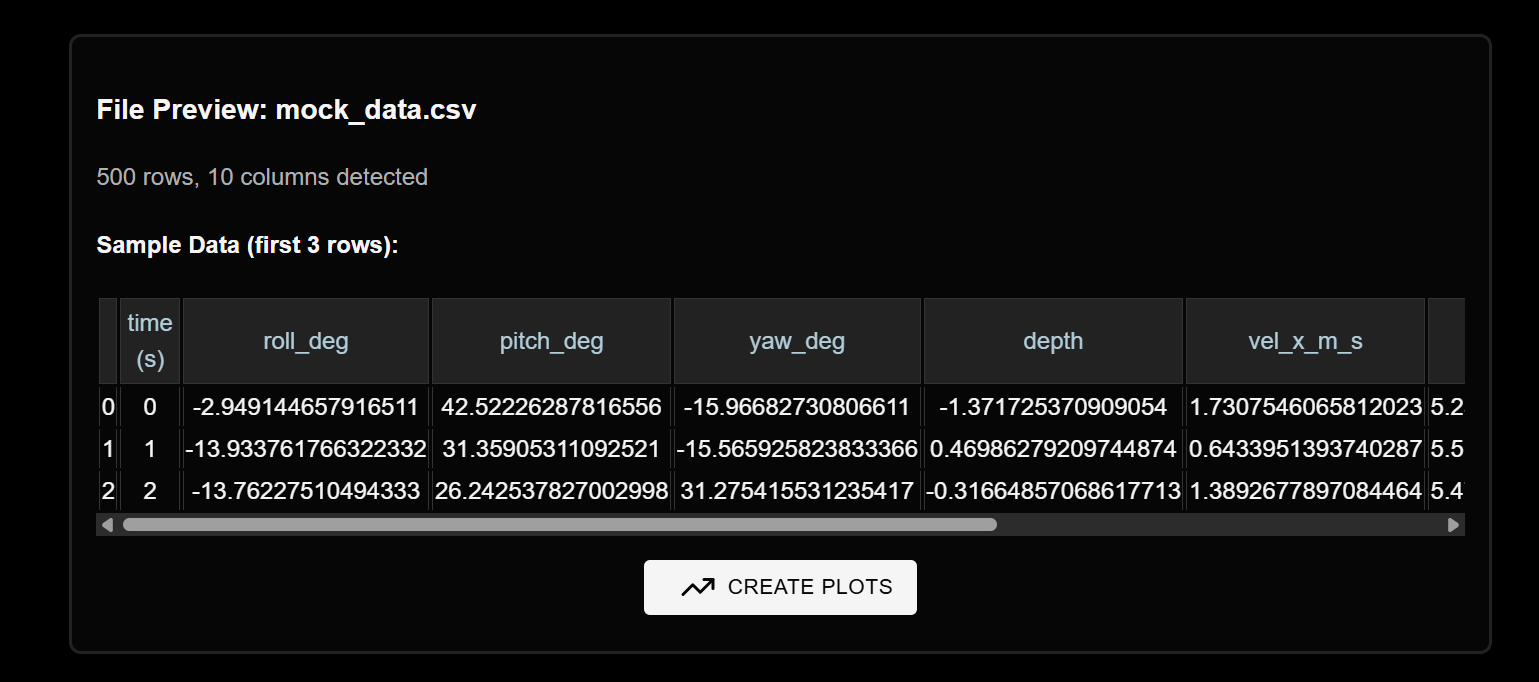 File Preview: mock_data.csv
500 rows, 10 columns detected
Sample Data (first 3 rows):
time (s) roll_deg pitch_deg yaw_deg depth vel_x_m_s
0 0 -2.949144657916511 42.52226287816556 -15.96682730806611 -1.371725370909054 1.7307546065812023 5.2
1 1 -13.933761766322332 31.35905311092521 -15.565925823833366 0.46986279209744874 0.6433951393740287 5.5
2 2 -13.76227510494333 26.242537827002998 31.275415531235417 -0.316648570686177​13 1.3892677897084464 5.4
CREATE PLOTS